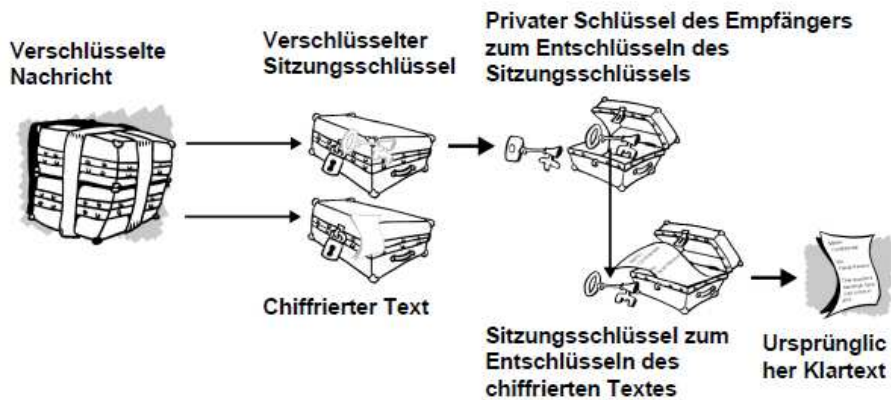 Verschlüsselte
Nachricht
Verschlüsselter
Sitzungsschlüssel
Privater Schlüssel des Empfängers
zum Entschlüsseln des
Sitzungsschlüssels
Chiffrierter Text
Sitzungsschlüssel zum
Entschlüsseln des
chiffrierten Textes
Ursprünglic
her Klartext